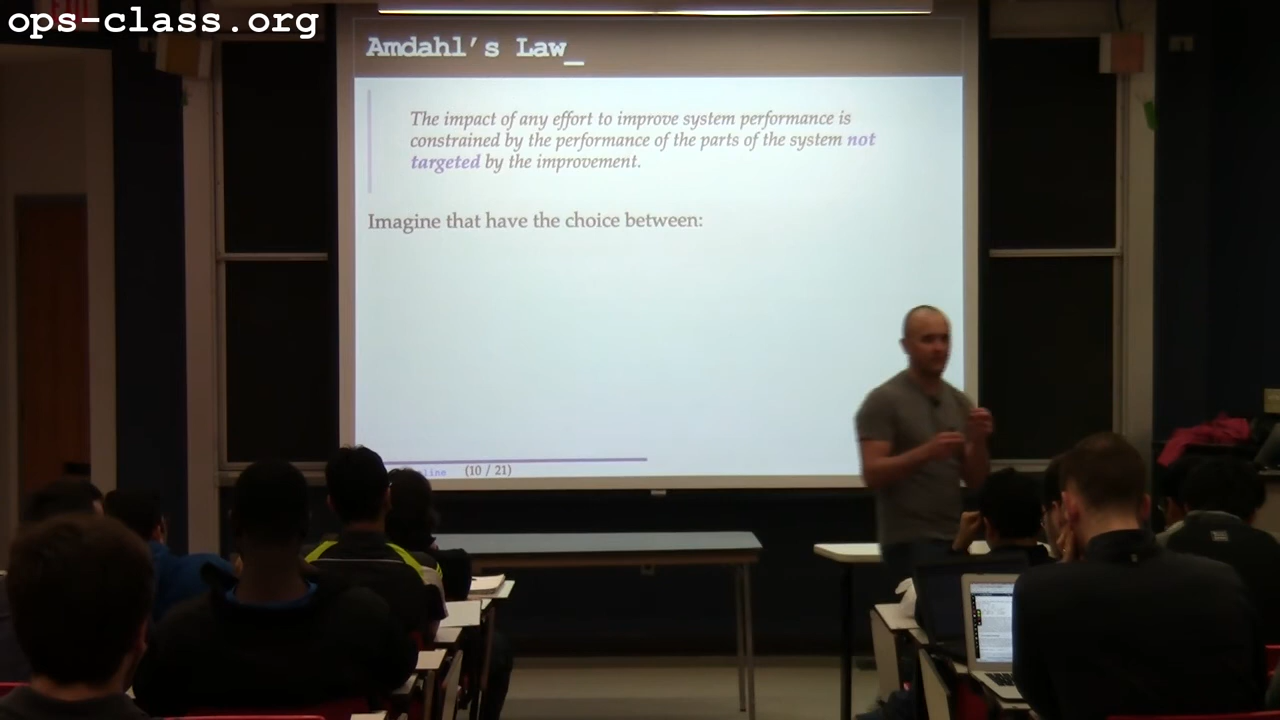 ops-class.org
Amdahl's Law_
The impact of any effort to improve system performance is
constrained by the performance of the parts of the system not
targeted by the improvement.
Imagine that have the choice between:
(10 / 21)